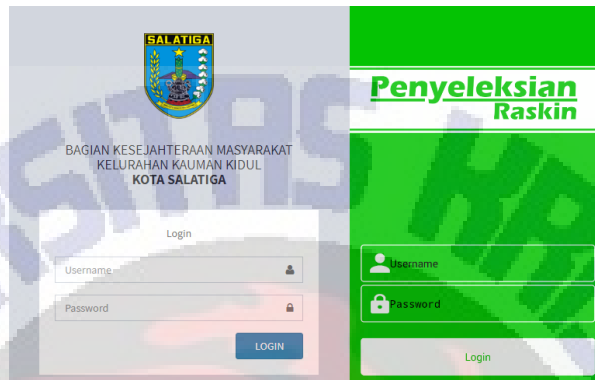 SALATIGA
BAGIAN KESEJAHTERAAN MASYARAKAT
KELURAHAN KAUMAN KIDUL
KOTA SALATIGA
Login
Username
Password
LOGIN
Penyeleksian
Raskin
Username
Password
Login